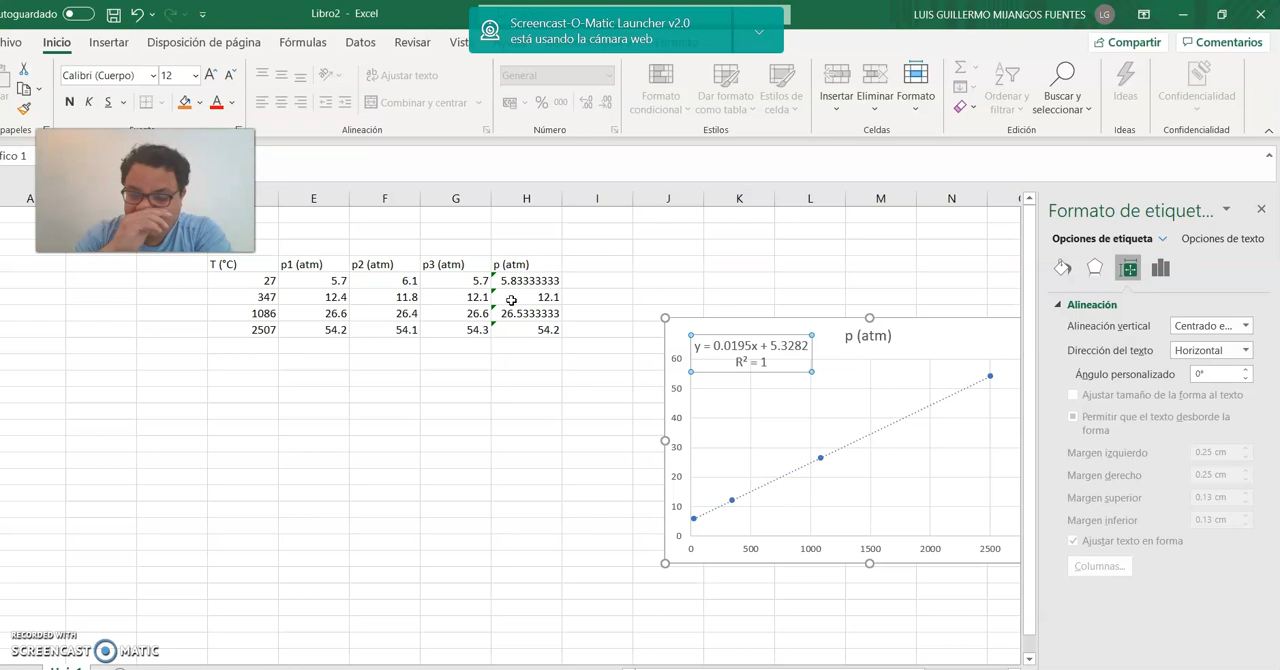 utoguardado
Libro2 - Excel
Screencast-O-Matic Launcher v2.0
está usando la cámara web
LUIS GUILLERMO MIJANGOS FUENTES
LG
hivo Inicio Insertar Disposición de página Fórmulas Datos Revisar Vist
Compartir Comentarios
Calibri (Cuerpo) 12 A A Ajustar texto General
N K S A Combinar y centrar % 000
Formato condicional
Dar formato como tabla
Estilos de celda
Insertar Eliminar Formato
Ordenar y filtrar
Buscar y seleccionar
Ideas
Confidencialidad
papeles Alineación Número Estilos Celdas Edición Ideas Confidencialidad
fico 1
A E F G H I J K L M N
T (°C) p1 (atm) p2 (atm) p3 (atm) p (atm)
27 5.7 6.1 5.7 5.83333333
347 12.4 11.8 12.1 12.1
1086 26.6 26.4 26.6 26.5333333
2507 54.2 54.1 54.3 54.2
p (atm)
y = 0.0195x + 5.3282
R² = 1
60
50
40
30
20
10
0
0 500 1000 1500 2000 2500
Formato de etiquet...
Opciones de etiqueta Opciones de texto
Alineación
Alineación vertical Centrado e...
Dirección del texto Horizontal
Ángulo personalizado 0°
Ajustar tamaño de la forma al texto
Permitir que el texto desborde la
forma
Margen izquierdo 0.25 cm
Margen derecho 0.25 cm
Margen superior 0.13 cm
Margen inferior 0.13 cm
Ajustar texto en forma
Columnas...
RECORDED WITH
SCREENCAST MATIC